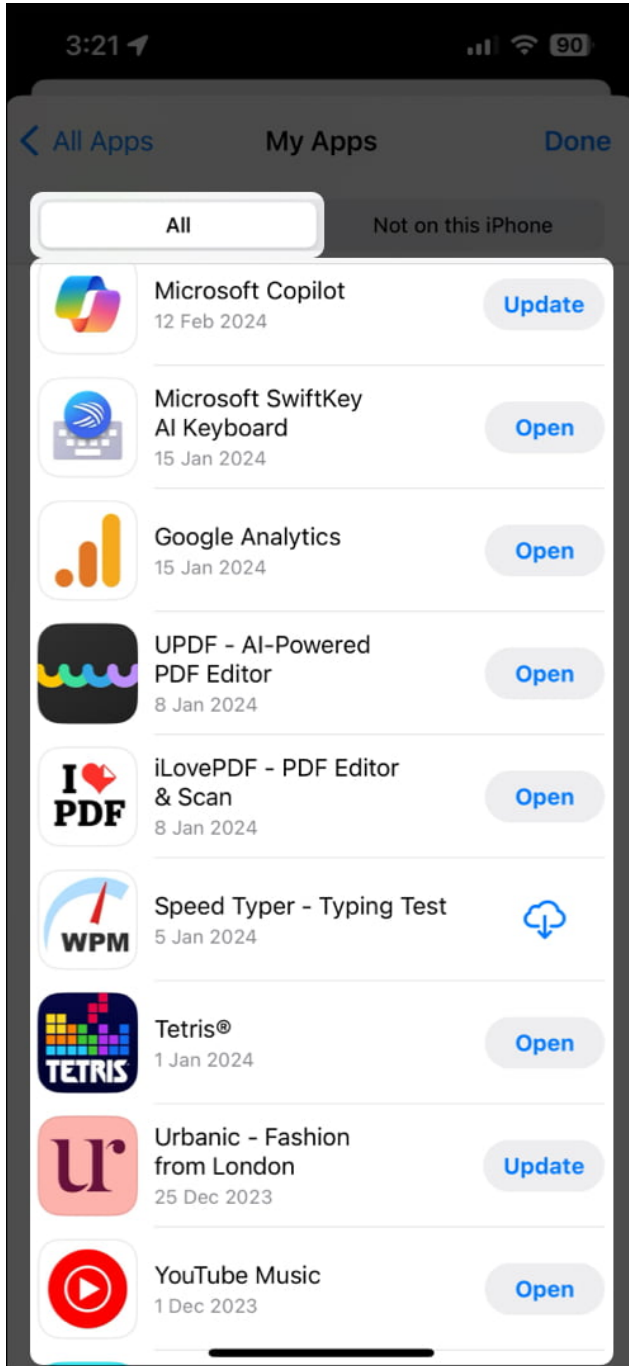 3:21
90
All Apps
My Apps
Done
All
Not on this iPhone
Microsoft Copilot
12 Feb 2024
Update
Microsoft SwiftKey
AI Keyboard
15 Jan 2024
Open
Google Analytics
15 Jan 2024
Open
UPDF - AI-Powered
PDF Editor
8 Jan 2024
Open
I
PDF
iLovePDF - PDF Editor
& Scan
8 Jan 2024
Open
WPM
Speed Typer - Typing Test
5 Jan 2024
TETRIS
Tetris®
1 Jan 2024
Open
ur
Urbanic - Fashion
from London
25 Dec 2023
Update
YouTube Music
1 Dec 2023
Open